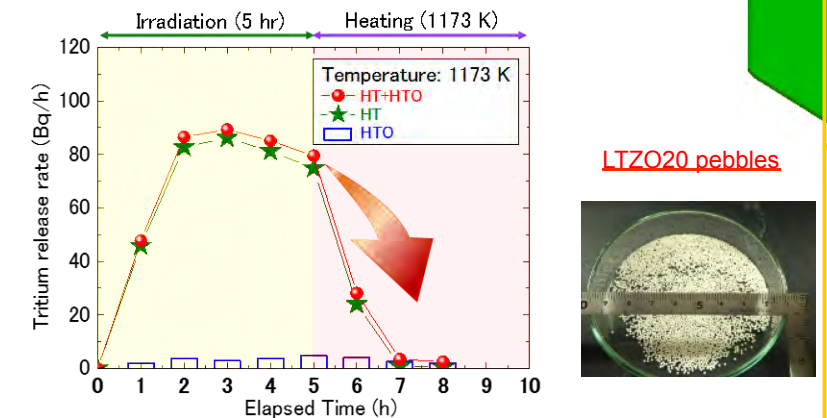 Irradiation (5 hr)
Heating (1173 K)
Tritium release rate (Bq/h)
120
100
80
60
40
20
0
Temperature: 1173 K
HT+HTO
HT
HTO
0 1 2 3 4 5 6 7 8 9 10
Elapsed Time (h)
LTZO20 pebbles
5